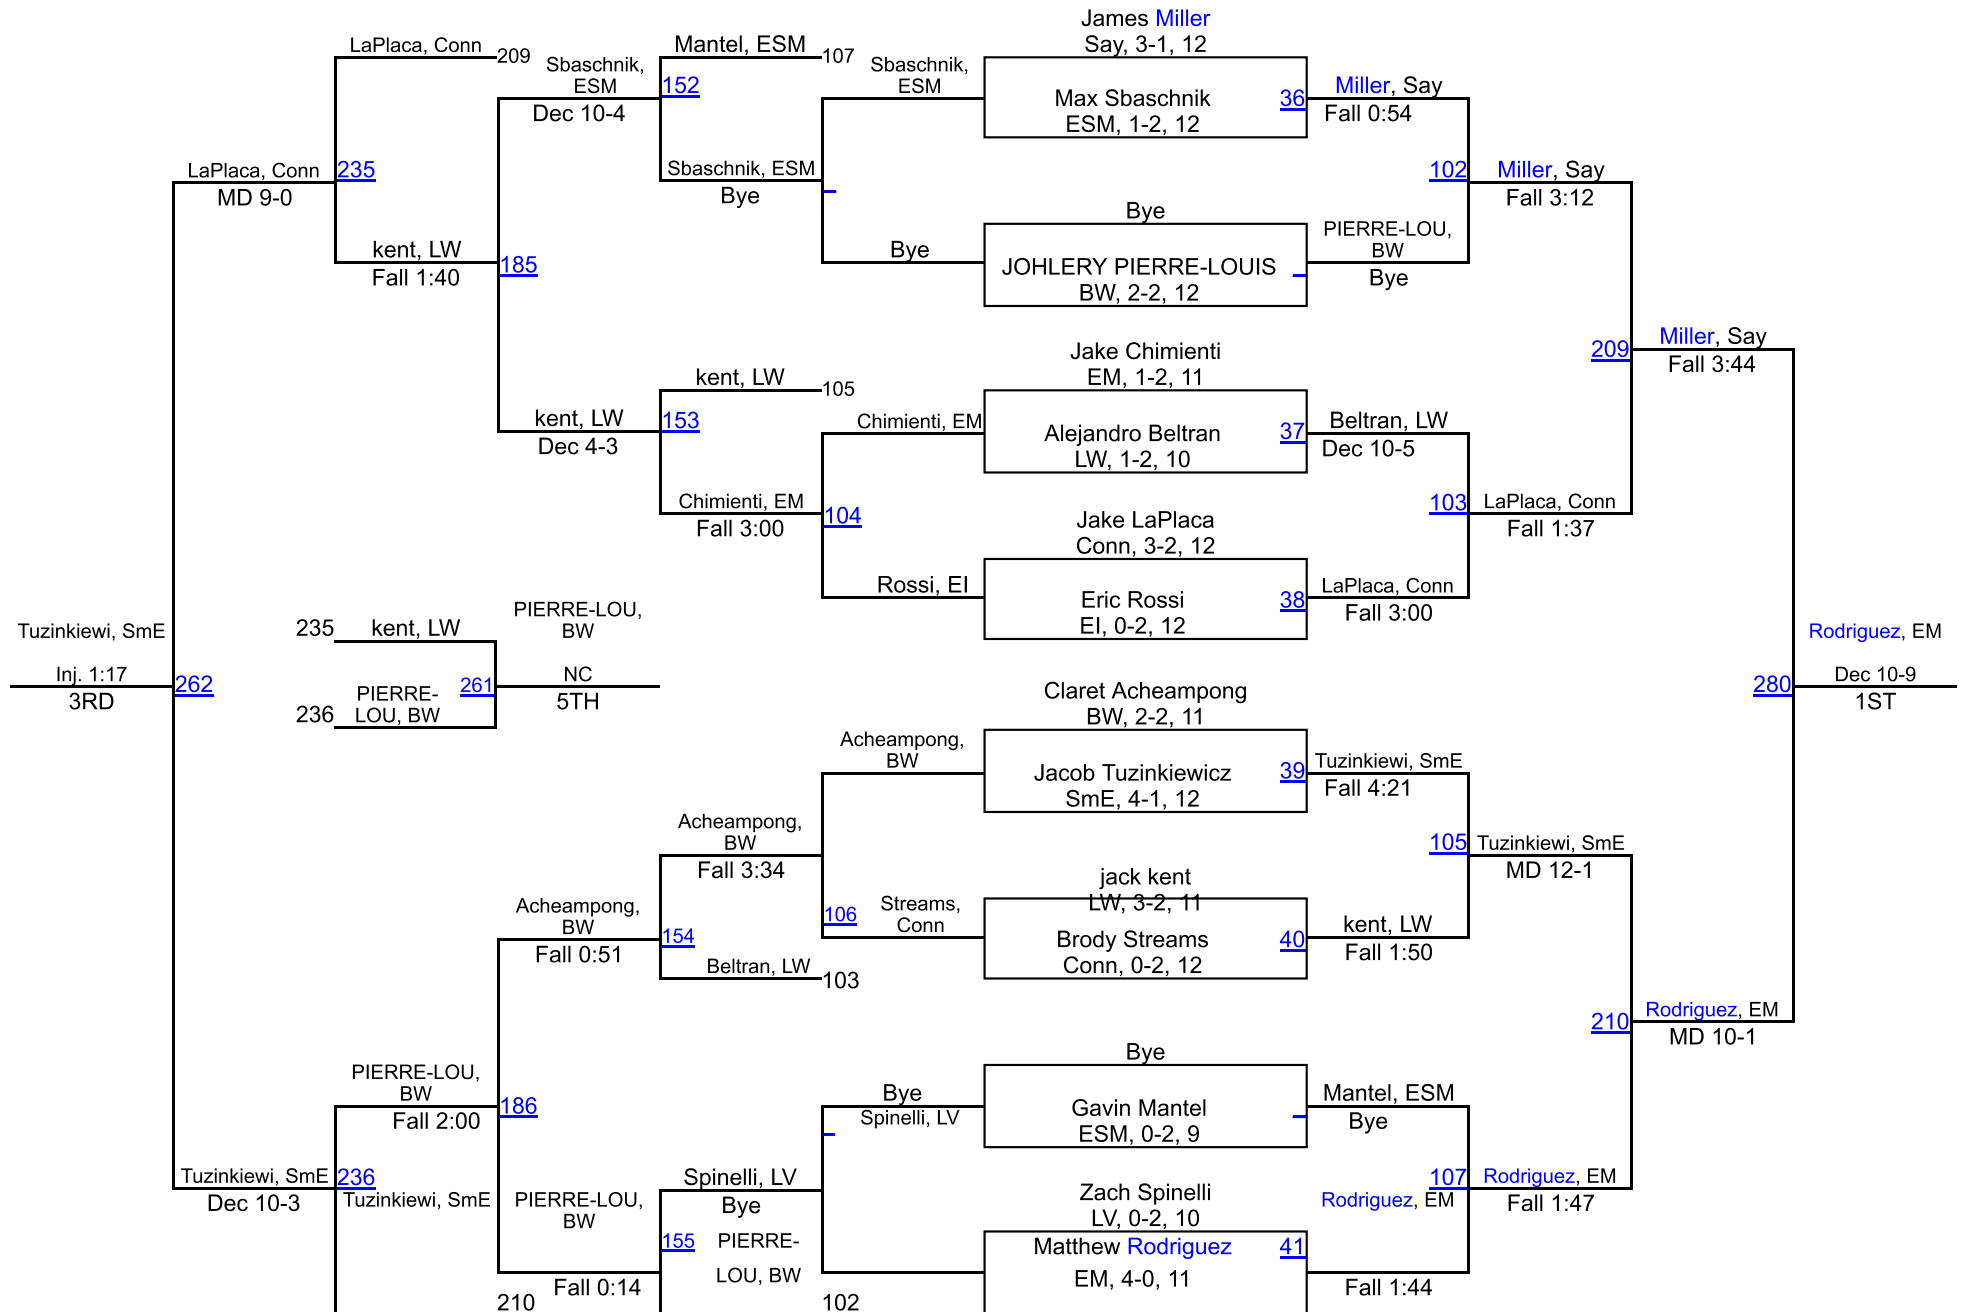 James Miller
Say, 3-1, 12
LaPlaca, Conn
209
Sbaschnik,
ESM
Dec 10-4
Mantel, ESM
107
152
Sbaschnik,
ESM
Max Sbaschnik
ESM, 1-2, 12
36
Miller, Say
Fall 0:54
LaPlaca, Conn
MD 9-0
235
Sbaschnik, ESM
Bye
102
Miller, Say
Fall 3:12
Bye
kent, LW
Fall 1:40
185
Bye
JOHLERY PIERRE-LOUIS
BW, 2-2, 12
PIERRE-LOU,
BW
Bye
Jake Chimienti
EM, 1-2, 11
209
Miller, Say
Fall 3:44
kent, LW
105
kent, LW
Dec 4-3
153
Chimienti, EM
Alejandro Beltran
LW, 1-2, 10
37
Beltran, LW
Dec 10-5
Chimienti, EM
Fall 3:00
104
Jake LaPlaca
Conn, 3-2, 12
103
LaPlaca, Conn
Fall 1:37
Rossi, EI
Eric Rossi
EI, 0-2, 12
38
LaPlaca, Conn
Fall 3:00
Tuzinkiewi, SmE
Inj. 1:17
3RD
262
235
kent, LW
236
PIERRE-
LOU, BW
261
PIERRE-LOU,
BW
NC
5TH
Rodriguez, EM
280
Dec 10-9
1ST
Claret Acheampong
BW, 2-2, 11
Acheampong,
BW
Jacob Tuzinkiewicz
SmE, 4-1, 12
39
Tuzinkiewi, SmE
Fall 4:21
Acheampong,
BW
Fall 3:34
105
Tuzinkiewi, SmE
MD 12-1
jack kent
LW, 3-2, 11
Acheampong,
BW
Fall 0:51
154
106
Streams,
Conn
Brody Streams
Conn, 0-2, 12
40
kent, LW
Fall 1:50
Beltran, LW
103
210
Rodriguez, EM
MD 10-1
Bye
PIERRE-LOU,
BW
Fall 2:00
186
Bye
Spinelli, LV
Gavin Mantel
ESM, 0-2, 9
Mantel, ESM
Bye
Tuzinkiewi, SmE
Dec 10-3
236
Tuzinkiewi, SmE
PIERRE-LOU,
BW
Spinelli, LV
Bye
Zach Spinelli
LV, 0-2, 10
107
Rodriguez, EM
Rodriguez, EM
Fall 1:47
155
PIERRE-
LOU, BW
Matthew Rodriguez
EM, 4-0, 11
41
Fall 0:14
Fall 1:44
210
102